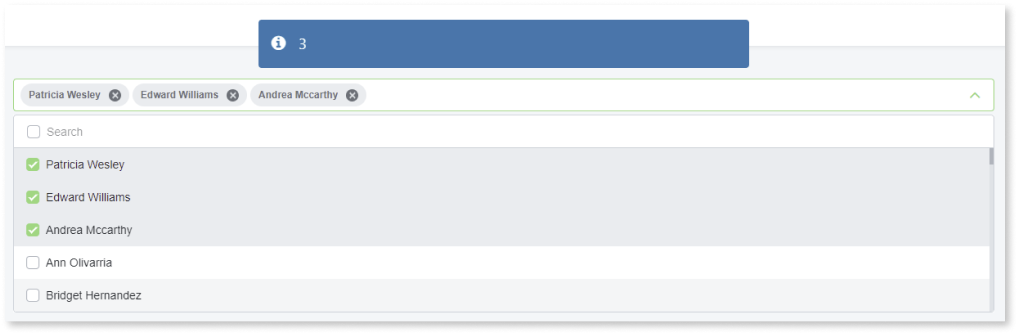 3
Patricia Wesley Edward Williams Andrea Mccarthy
Search
Patricia Wesley
Edward Williams
Andrea Mccarthy
Ann Olivarria
Bridget Hernandez